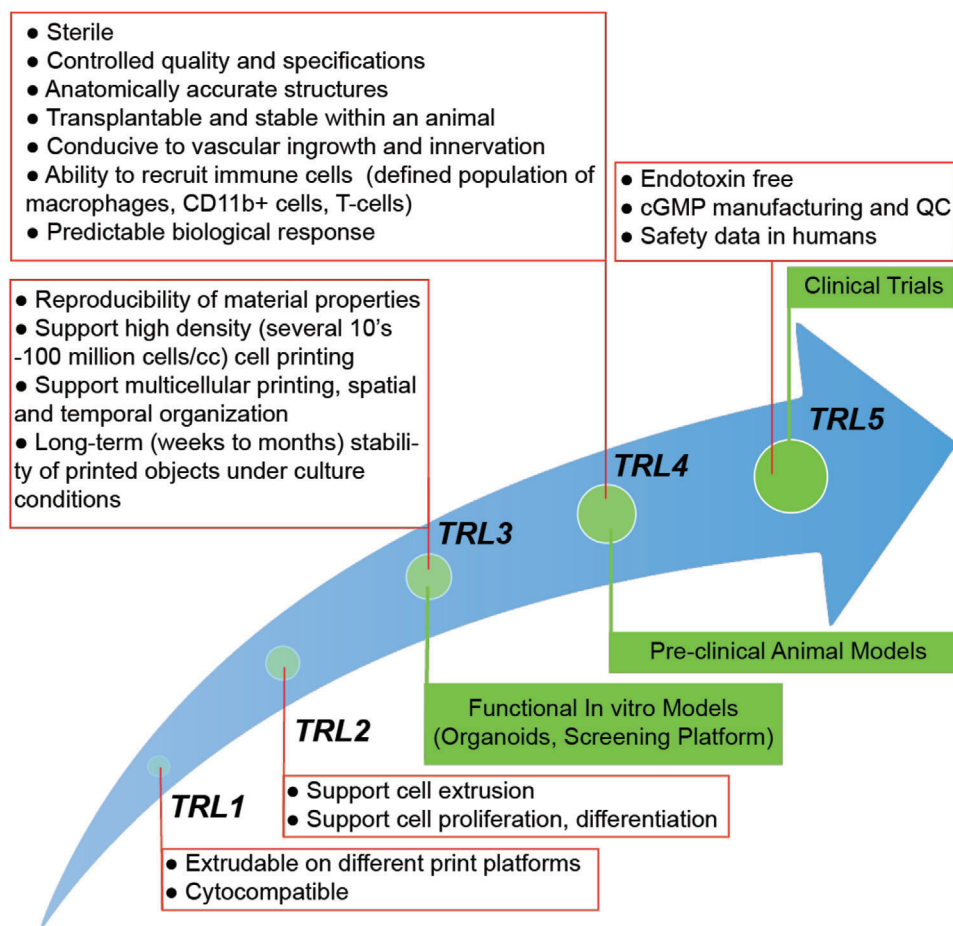 ● Sterile
● Controlled quality and specifications
● Anatomically accurate structures
● Transplantable and stable within an animal
● Conducive to vascular ingrowth and innervation
● Ability to recruit immune cells (defined population of
macrophages, CD11b+ cells, T-cells)
● Predictable biological response
● Endotoxin free
● cGMP manufacturing and QC
● Safety data in humans
Clinical Trials
● Reproducibility of material properties
● Support high density (several 10's
-100 million cells/cc) cell printing
● Support multicellular printing, spatial
and temporal organization
● Long-term (weeks to months) stabili-
ty of printed objects under culture
conditions
TRL5
TRL4
TRL3
Pre-clinical Animal Models
Functional In vitro Models
(Organoids, Screening Platform)
TRL2
● Support cell extrusion
● Support cell proliferation, differentiation
TRL1
● Extrudable on different print platforms
● Cytocompatible